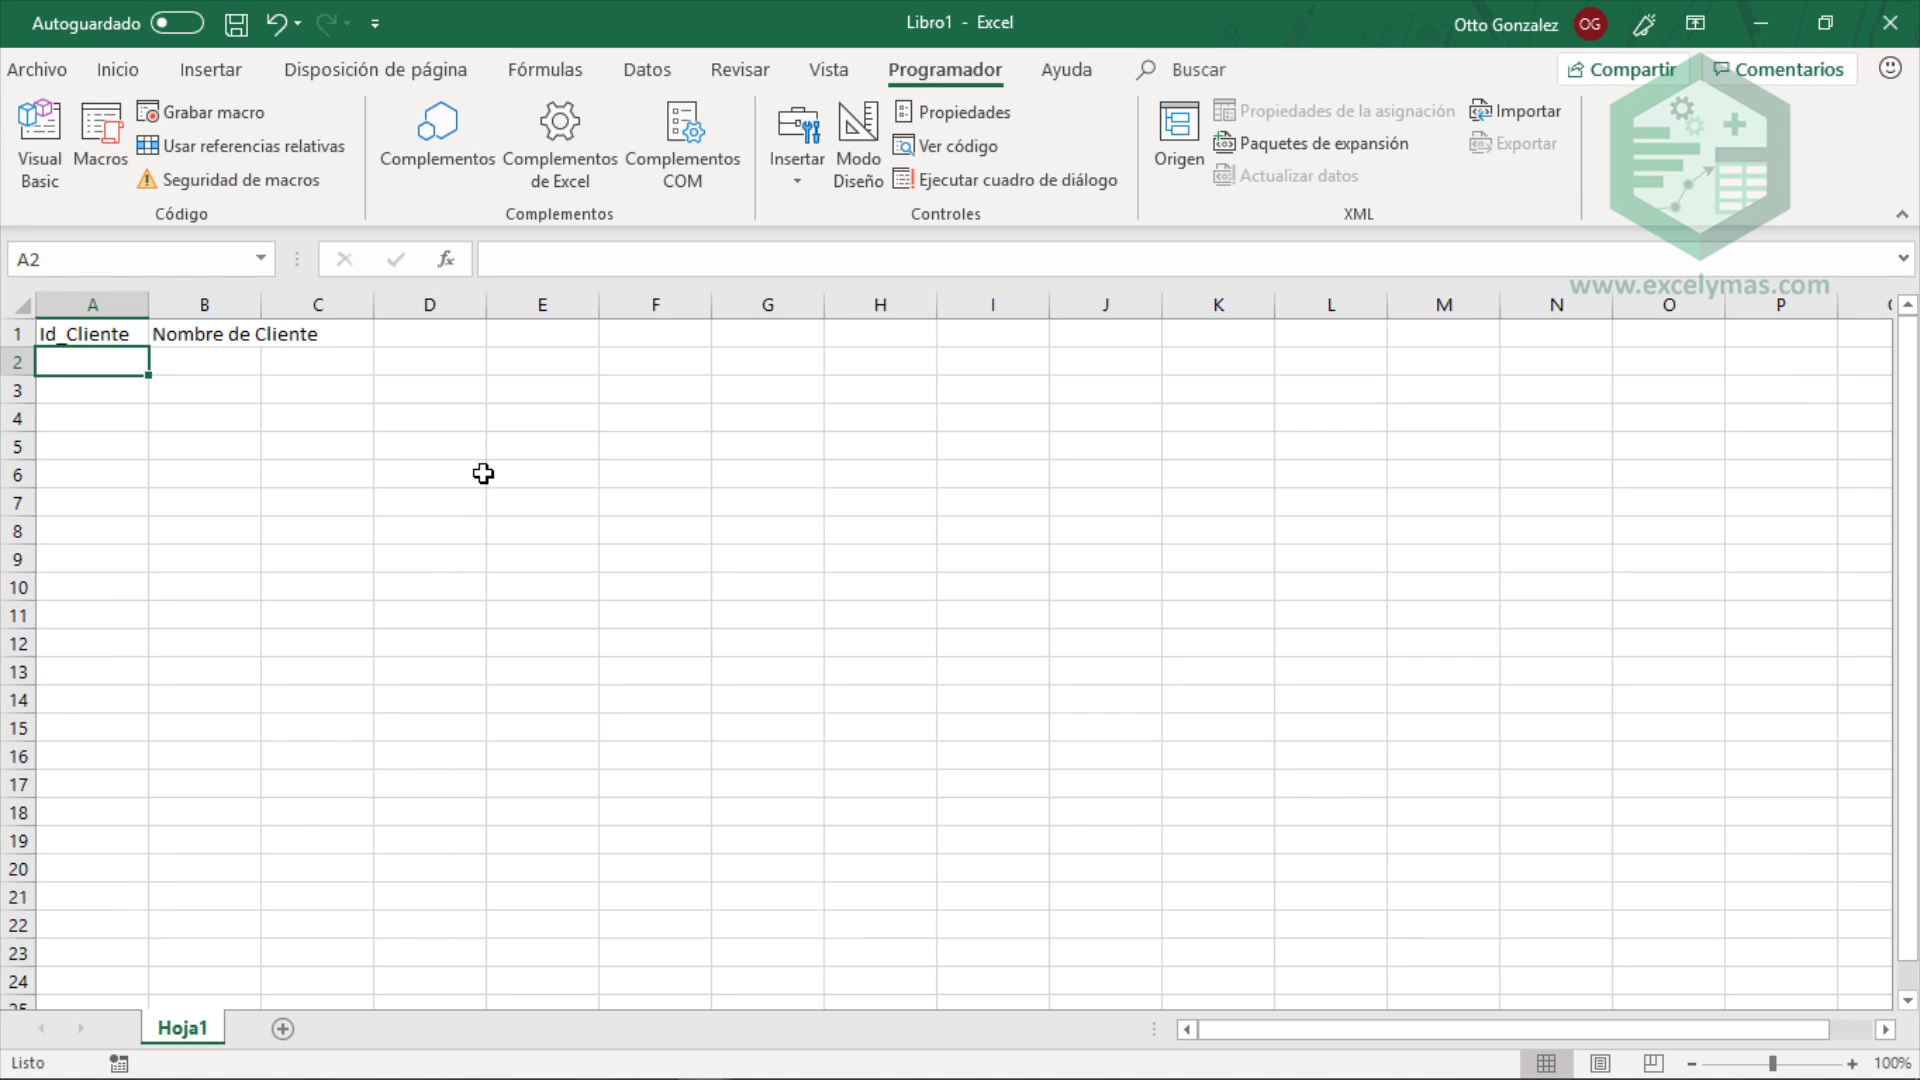 Autoguardado
Libro1 - Excel
Otto Gonzalez OG
Archivo Inicio Insertar Disposición de página Fórmulas Datos Revisar Vista Programador Ayuda Buscar Compartir Comentarios
Visual Basic
Macros
Grabar macro
Usar referencias relativas
Seguridad de macros
Código
Complementos
Complementos de Excel
Complementos COM
Complementos
Insertar
Modo Diseño
Propiedades
Ver código
Ejecutar cuadro de diálogo
Controles
Origen
Propiedades de la asignación
Paquetes de expansión
Actualizar datos
Importar
Exportar
XML
www.excelymas.com
A2
fx
A B C D E F G H I J K L M N O P
1 Id_Cliente Nombre de Cliente
2
3
4
5
6
7
8
9
10
11
12
13
14
15
16
17
18
19
20
21
22
23
24
25
Hoja1
Listo
100%